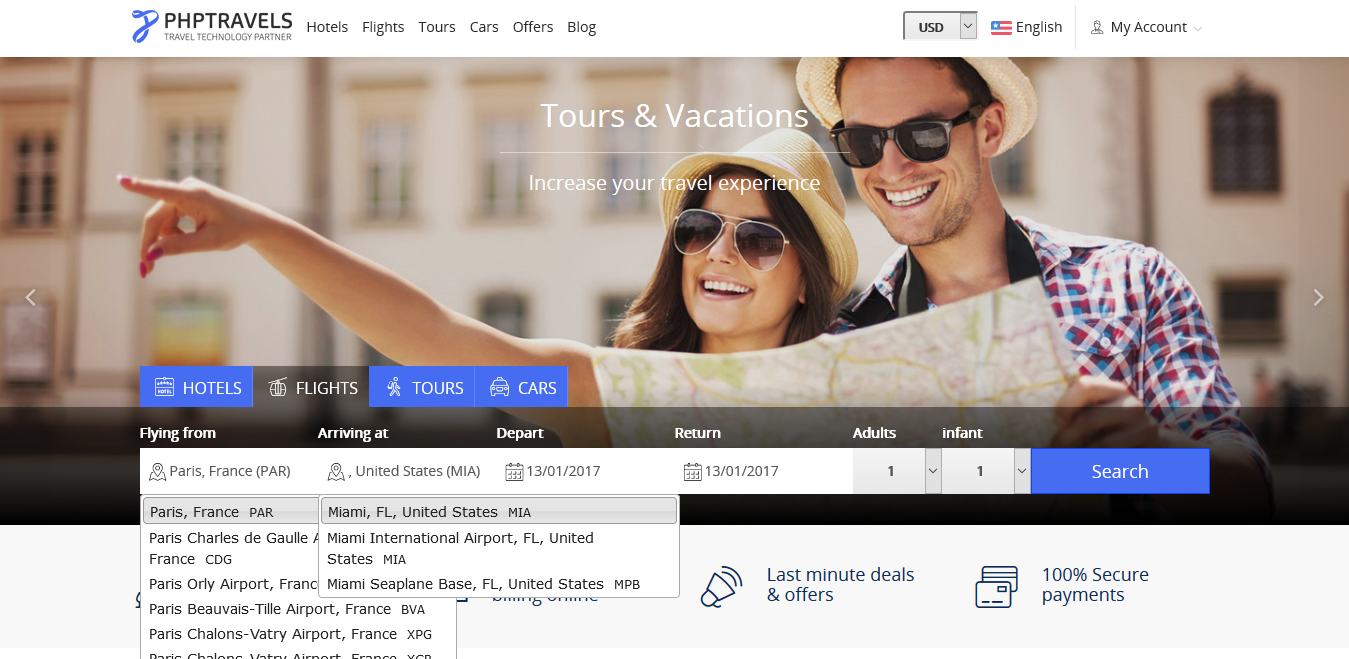 PHPTRAVELS
TRAVEL TECHNOLOGY PARTNER
Hotels Flights Tours Cars Offers Blog
USD English My Account
Tours & Vacations
Increase your travel experience
HOTEL HOTELS FLIGHTS TOURS CARS
Flying from Arriving at Depart Return Adults infant
Paris, France (PAR) , United States (MIA) 13/01/2017 13/01/2017 1 1 Search
Paris, France PAR
Paris Charles de Gaulle A
France CDG
Paris Orly Airport, Franc
Paris Beauvais-Tille Airport, France BVA
Paris Chalons-Vatry Airport, France XPG
Paris Chalons-Vatry Airport, France XCR
Miami, FL, United States MIA
Miami International Airport, FL, United
States MIA
Miami Seaplane Base, FL, United States MPB
billing online
Last minute deals
& offers
100% Secure
payments